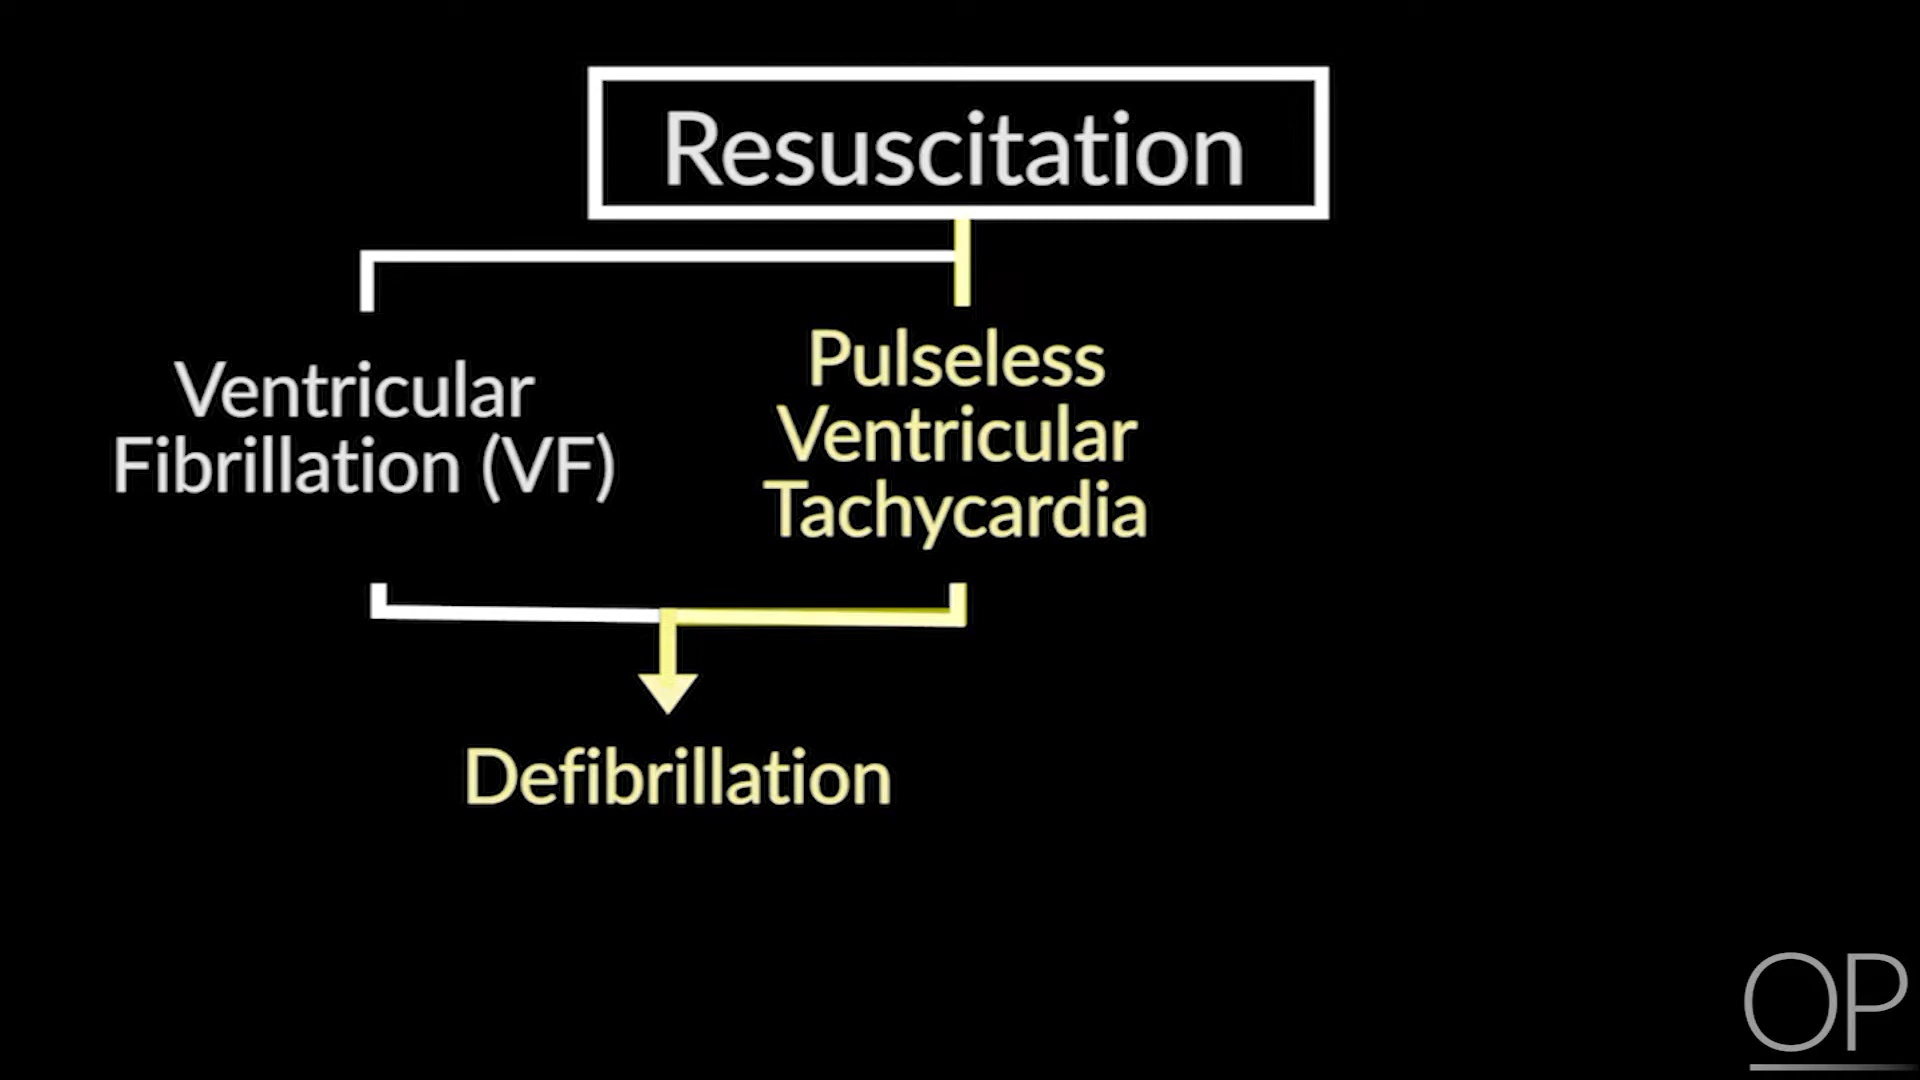 Resuscitation
Ventricular
Fibrillation (VF)
Pulseless
Ventricular
Tachycardia
Defibrillation
OP